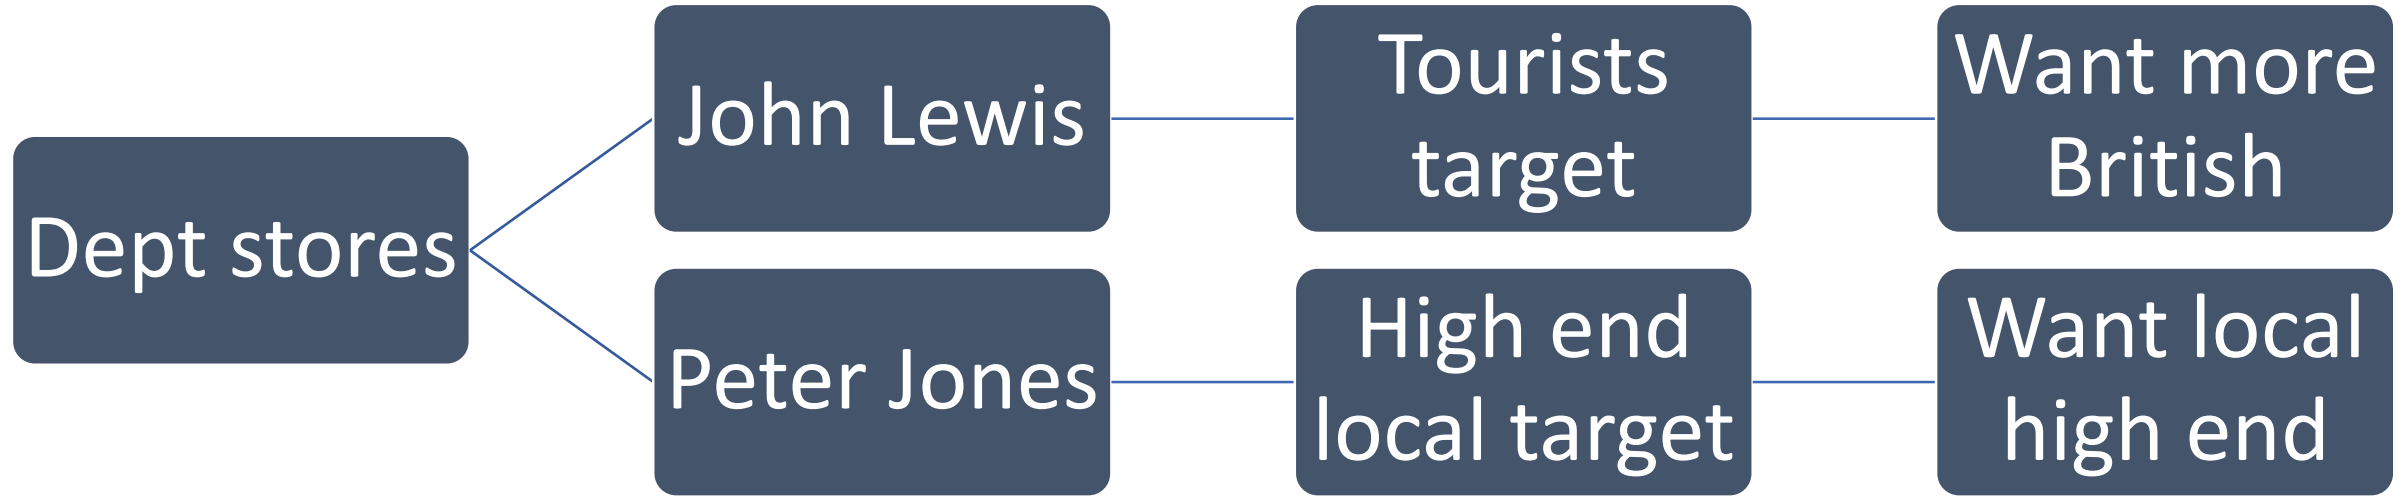 Dept stores
John Lewis
Tourists
target
Want more
British
Peter Jones
High end
local target
Want local
high end